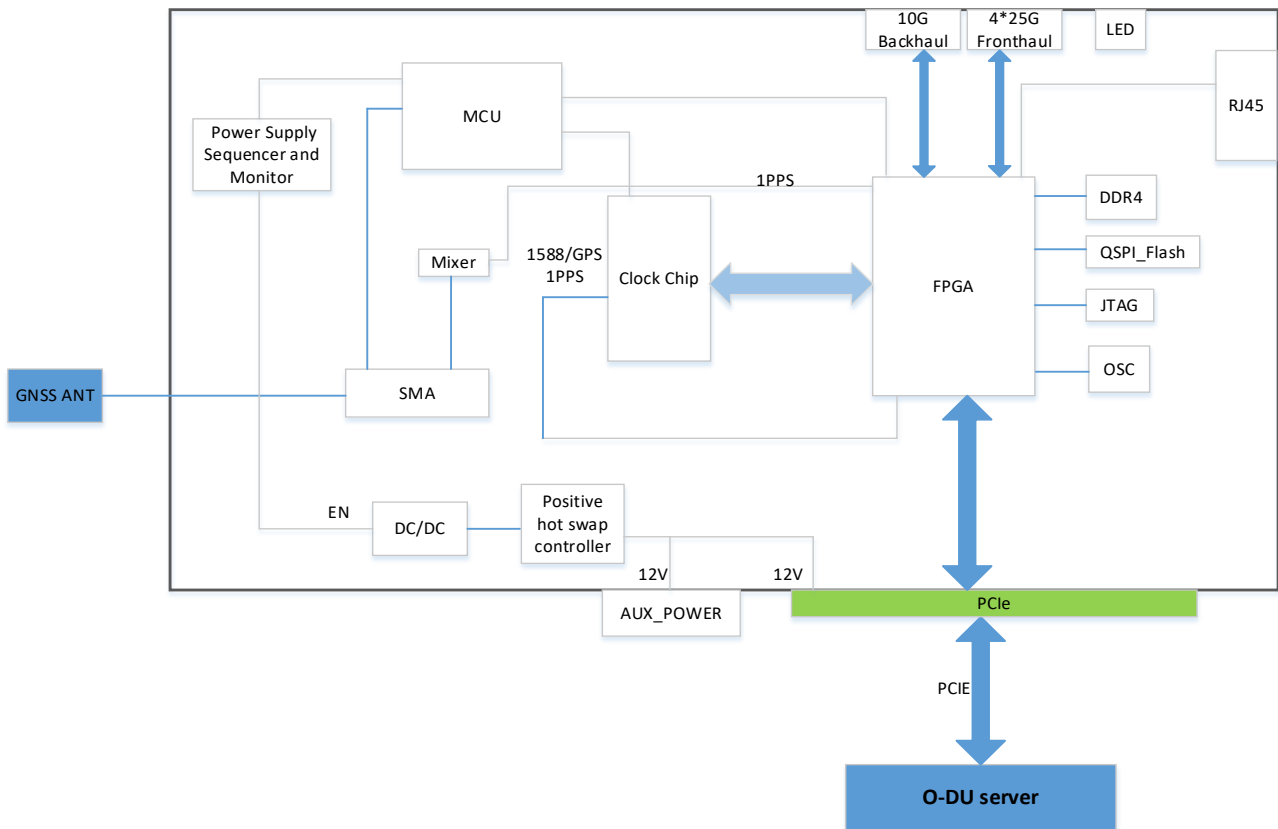 10G
Backhaul
4*25G
Fronthaul
LED
RJ45
MCU
Power Supply
Sequencer and
Monitor
1PPS
DDR4
Mixer
1588/GPS
1PPS
Clock Chip
FPGA
QSPI_Flash
JTAG
OSC
GNSS ANT
SMA
EN
DC/DC
Positive
hot swap
controller
12V
12V
AUX_POWER
PCIe
PCIE
O-DU server